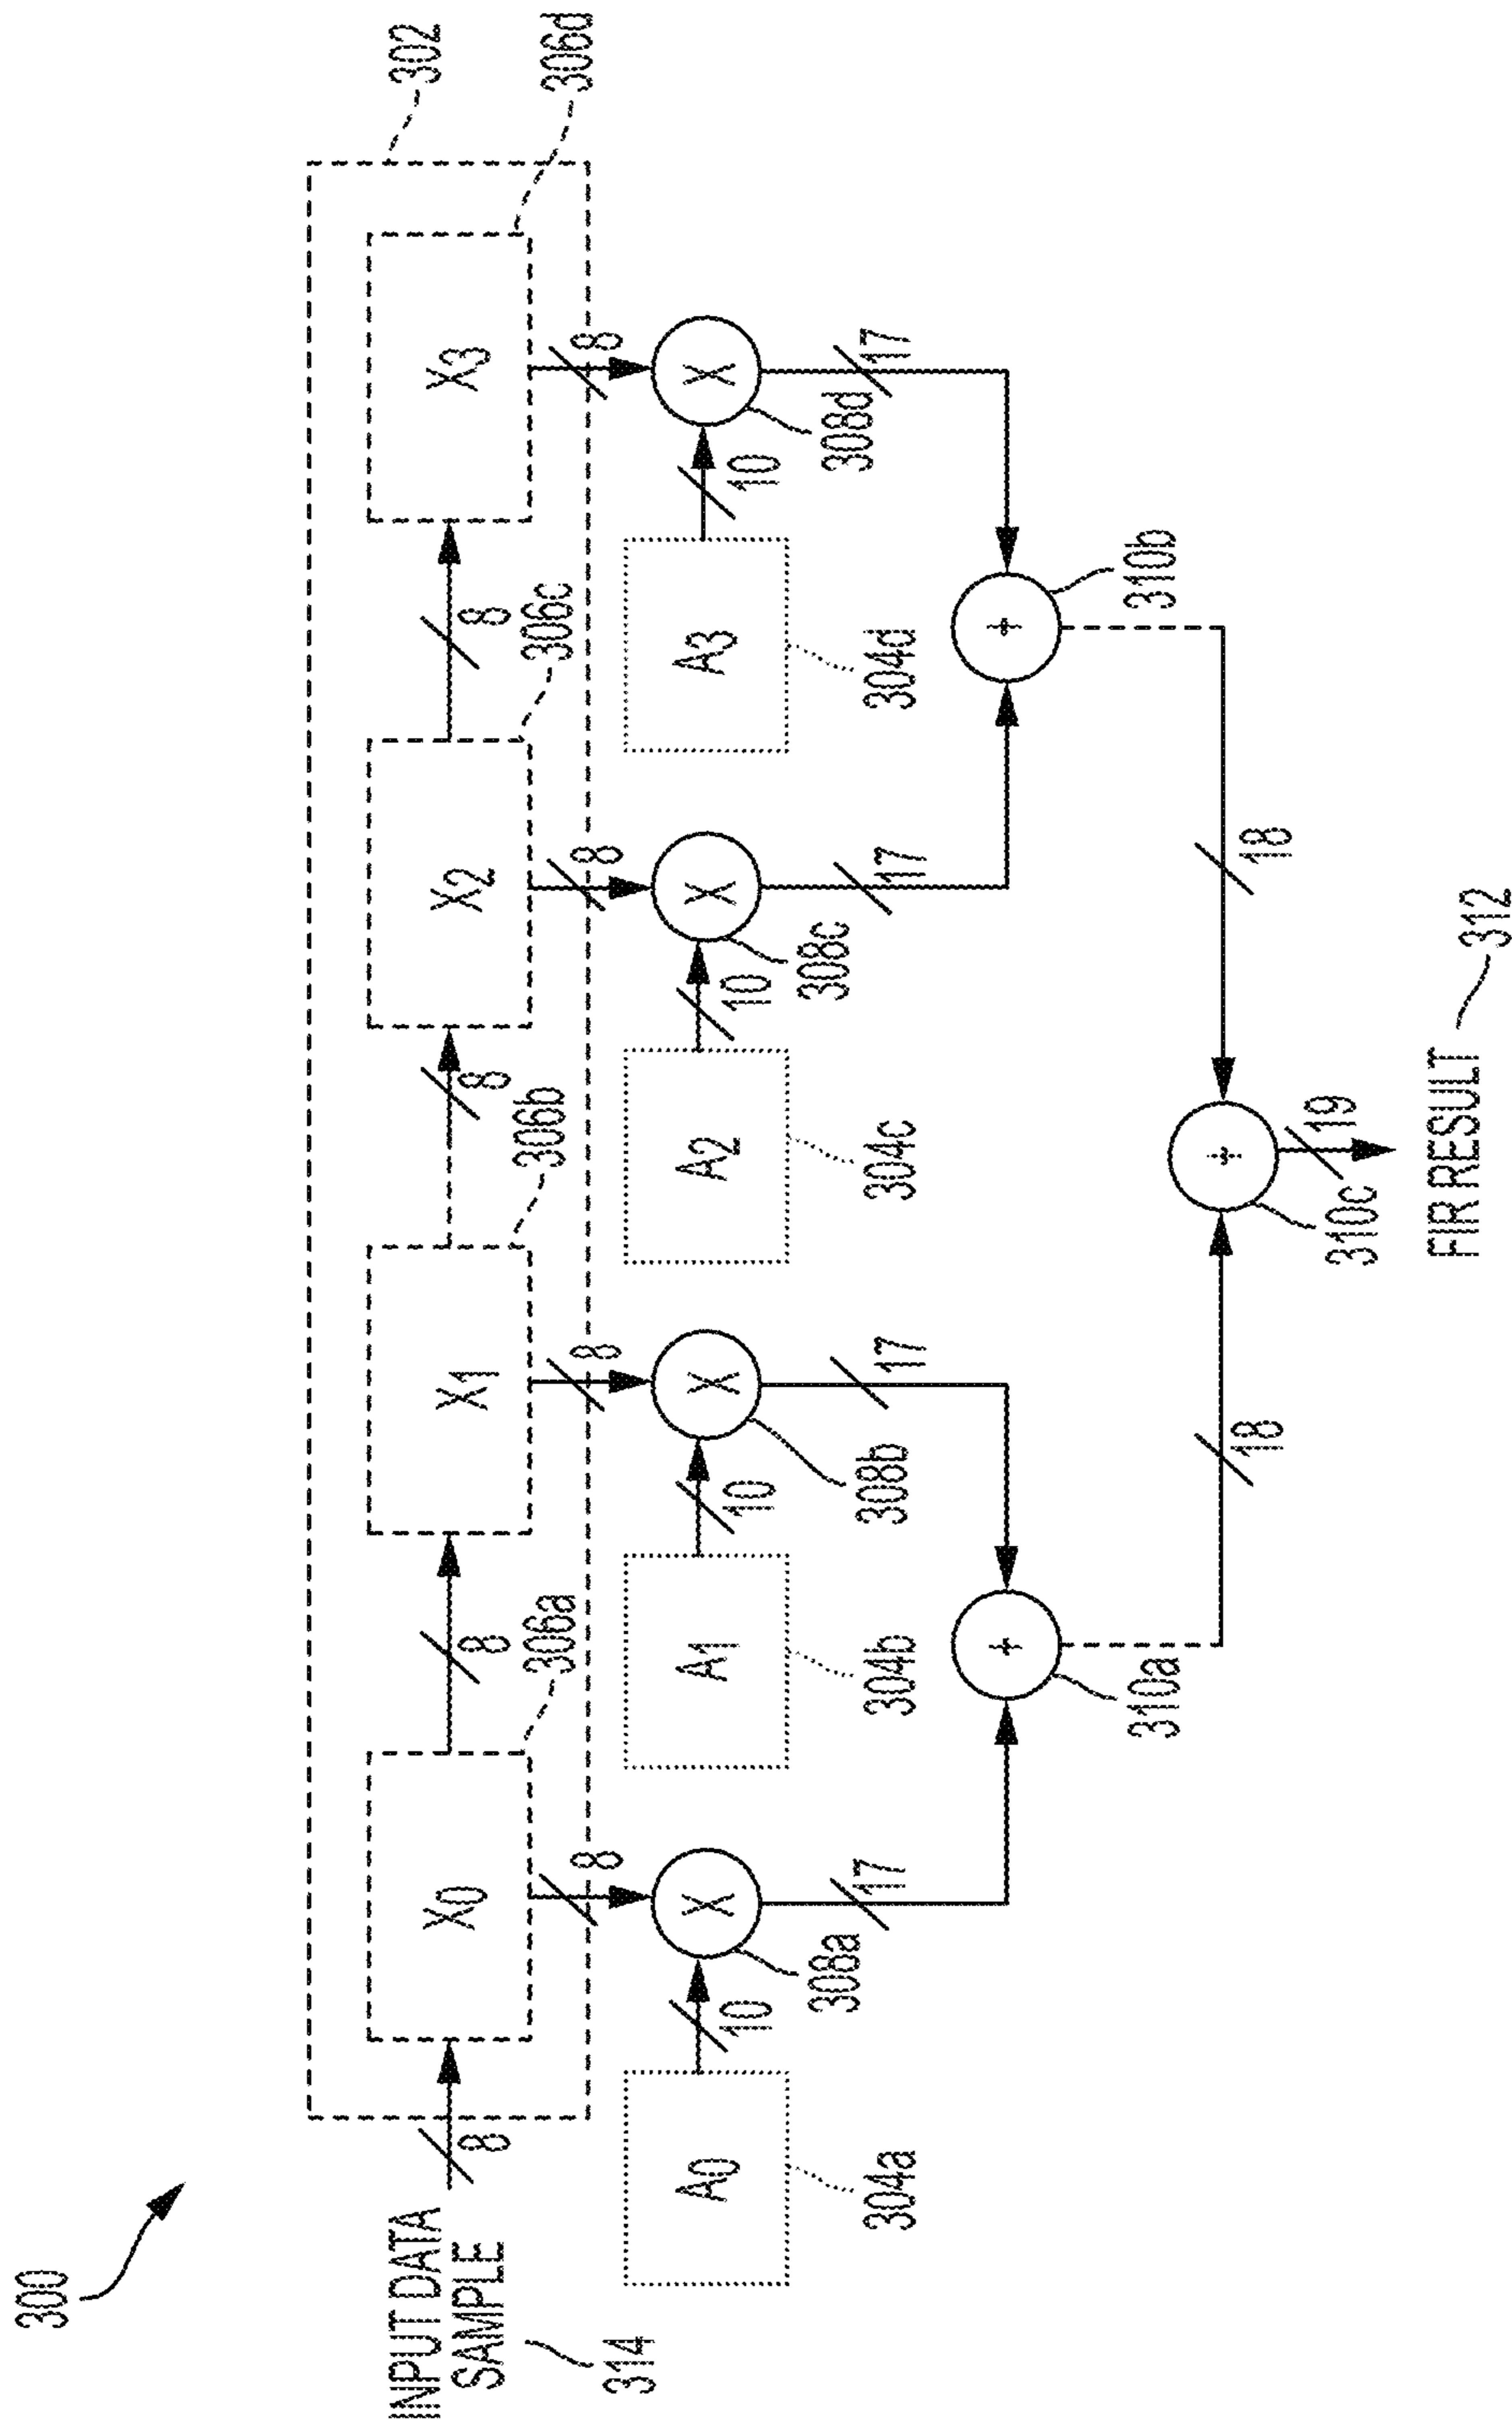 300
302
306d
INPUT DATA
SAMPLE
314
8
X0
8
306a
X1
8
306b
X2
8
306c
X3
8
8
8
8
A0
304a
10
X
308a
A1
304b
10
X
308b
A2
304c
10
X
308c
A3
304d
10
X
308d
17
17
17
17
+
310a
+
310b
18
18
+
310c
19
FIR RESULT
312